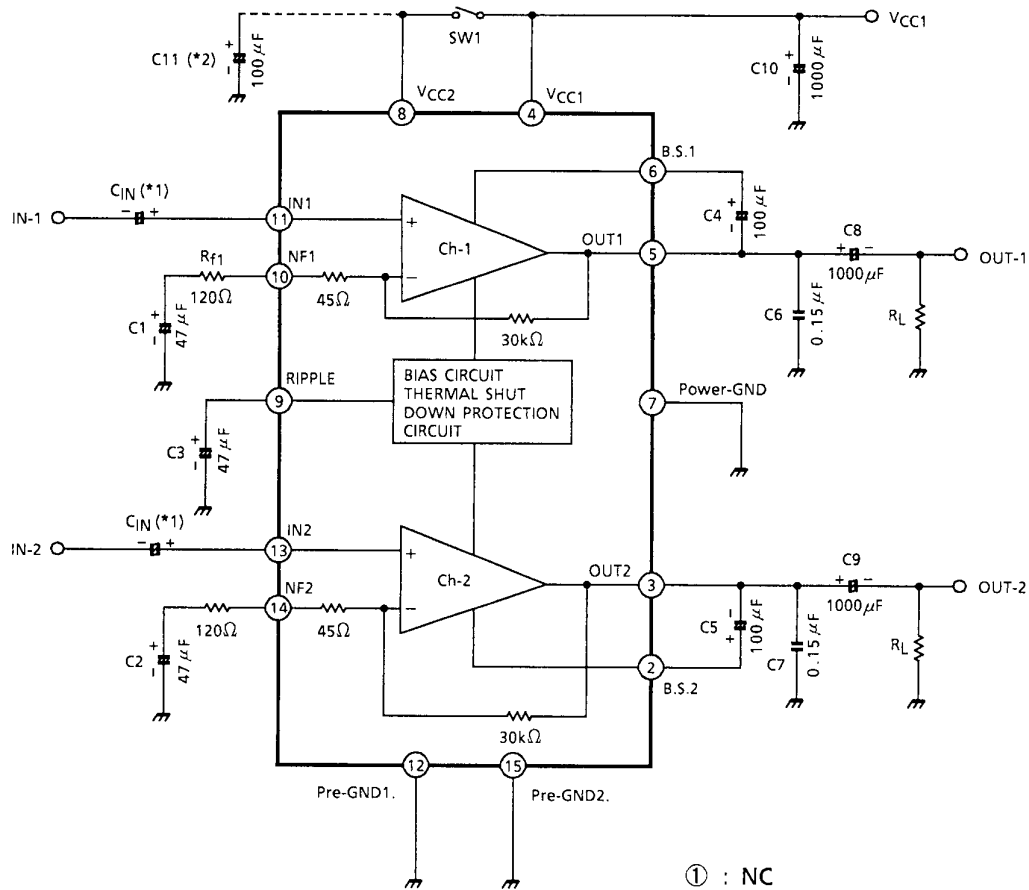 VCC1
SW1
C11 (*2)
+
-
100µF
C10
+
-
1000µF
VCC2
8
VCC1
4
B.S.1
6
CIN (*1)
- +
IN-1
IN1
11
+
Ch-1
-
OUT1
5
C4
+
-
100µF
C8
+ -
1000µF
OUT-1
Rf1
120Ω
NF1
10
45Ω
30kΩ
C1
+
-
47µF
C6
0.15µF
RL
RIPPLE
9
BIAS CIRCUIT
THERMAL SHUT
DOWN PROTECTION
CIRCUIT
Power-GND
7
C3
+
-
47µF
CIN (*1)
- +
IN-2
IN2
13
+
Ch-2
-
OUT2
3
C9
+ -
1000µF
OUT-2
NF2
14
120Ω
45Ω
C2
+
-
47µF
C5
-
+
100µF
C7
0.15µF
RL
2
B.S.2
30kΩ
12
15
Pre-GND1.
Pre-GND2.
① : NC